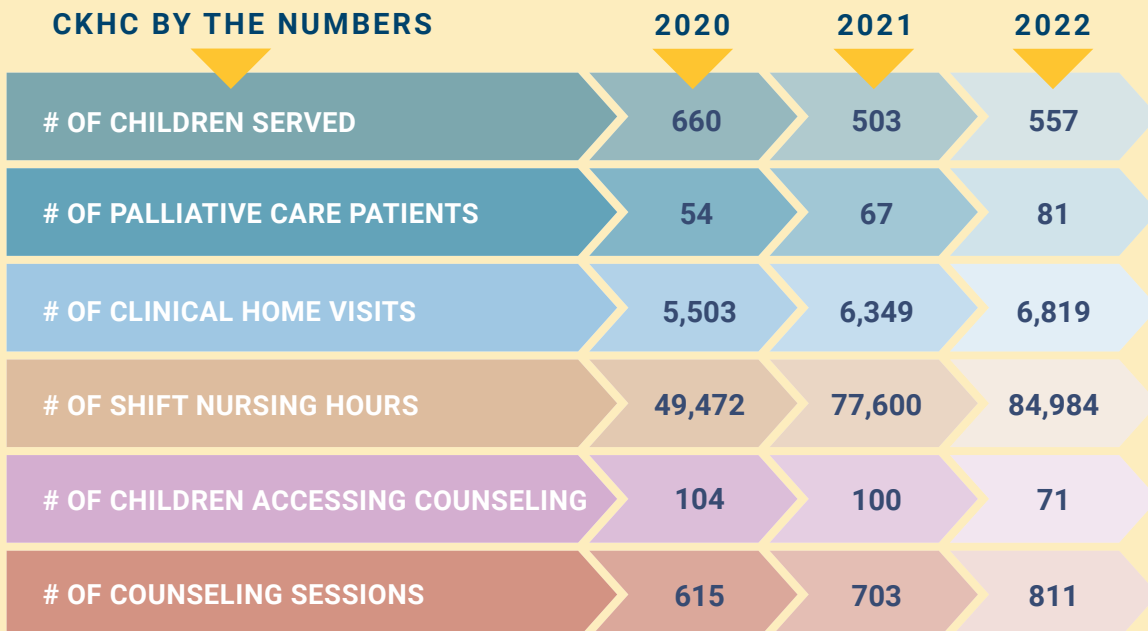 CKHC BY THE NUMBERS 2020 2021 2022
# OF CHILDREN SERVED 660 503 557
# OF PALLIATIVE CARE PATIENTS 54 67 81
# OF CLINICAL HOME VISITS 5,503 6,349 6,819
# OF SHIFT NURSING HOURS 49,472 77,600 84,984
# OF CHILDREN ACCESSING COUNSELING 104 100 71
# OF COUNSELING SESSIONS 615 703 811